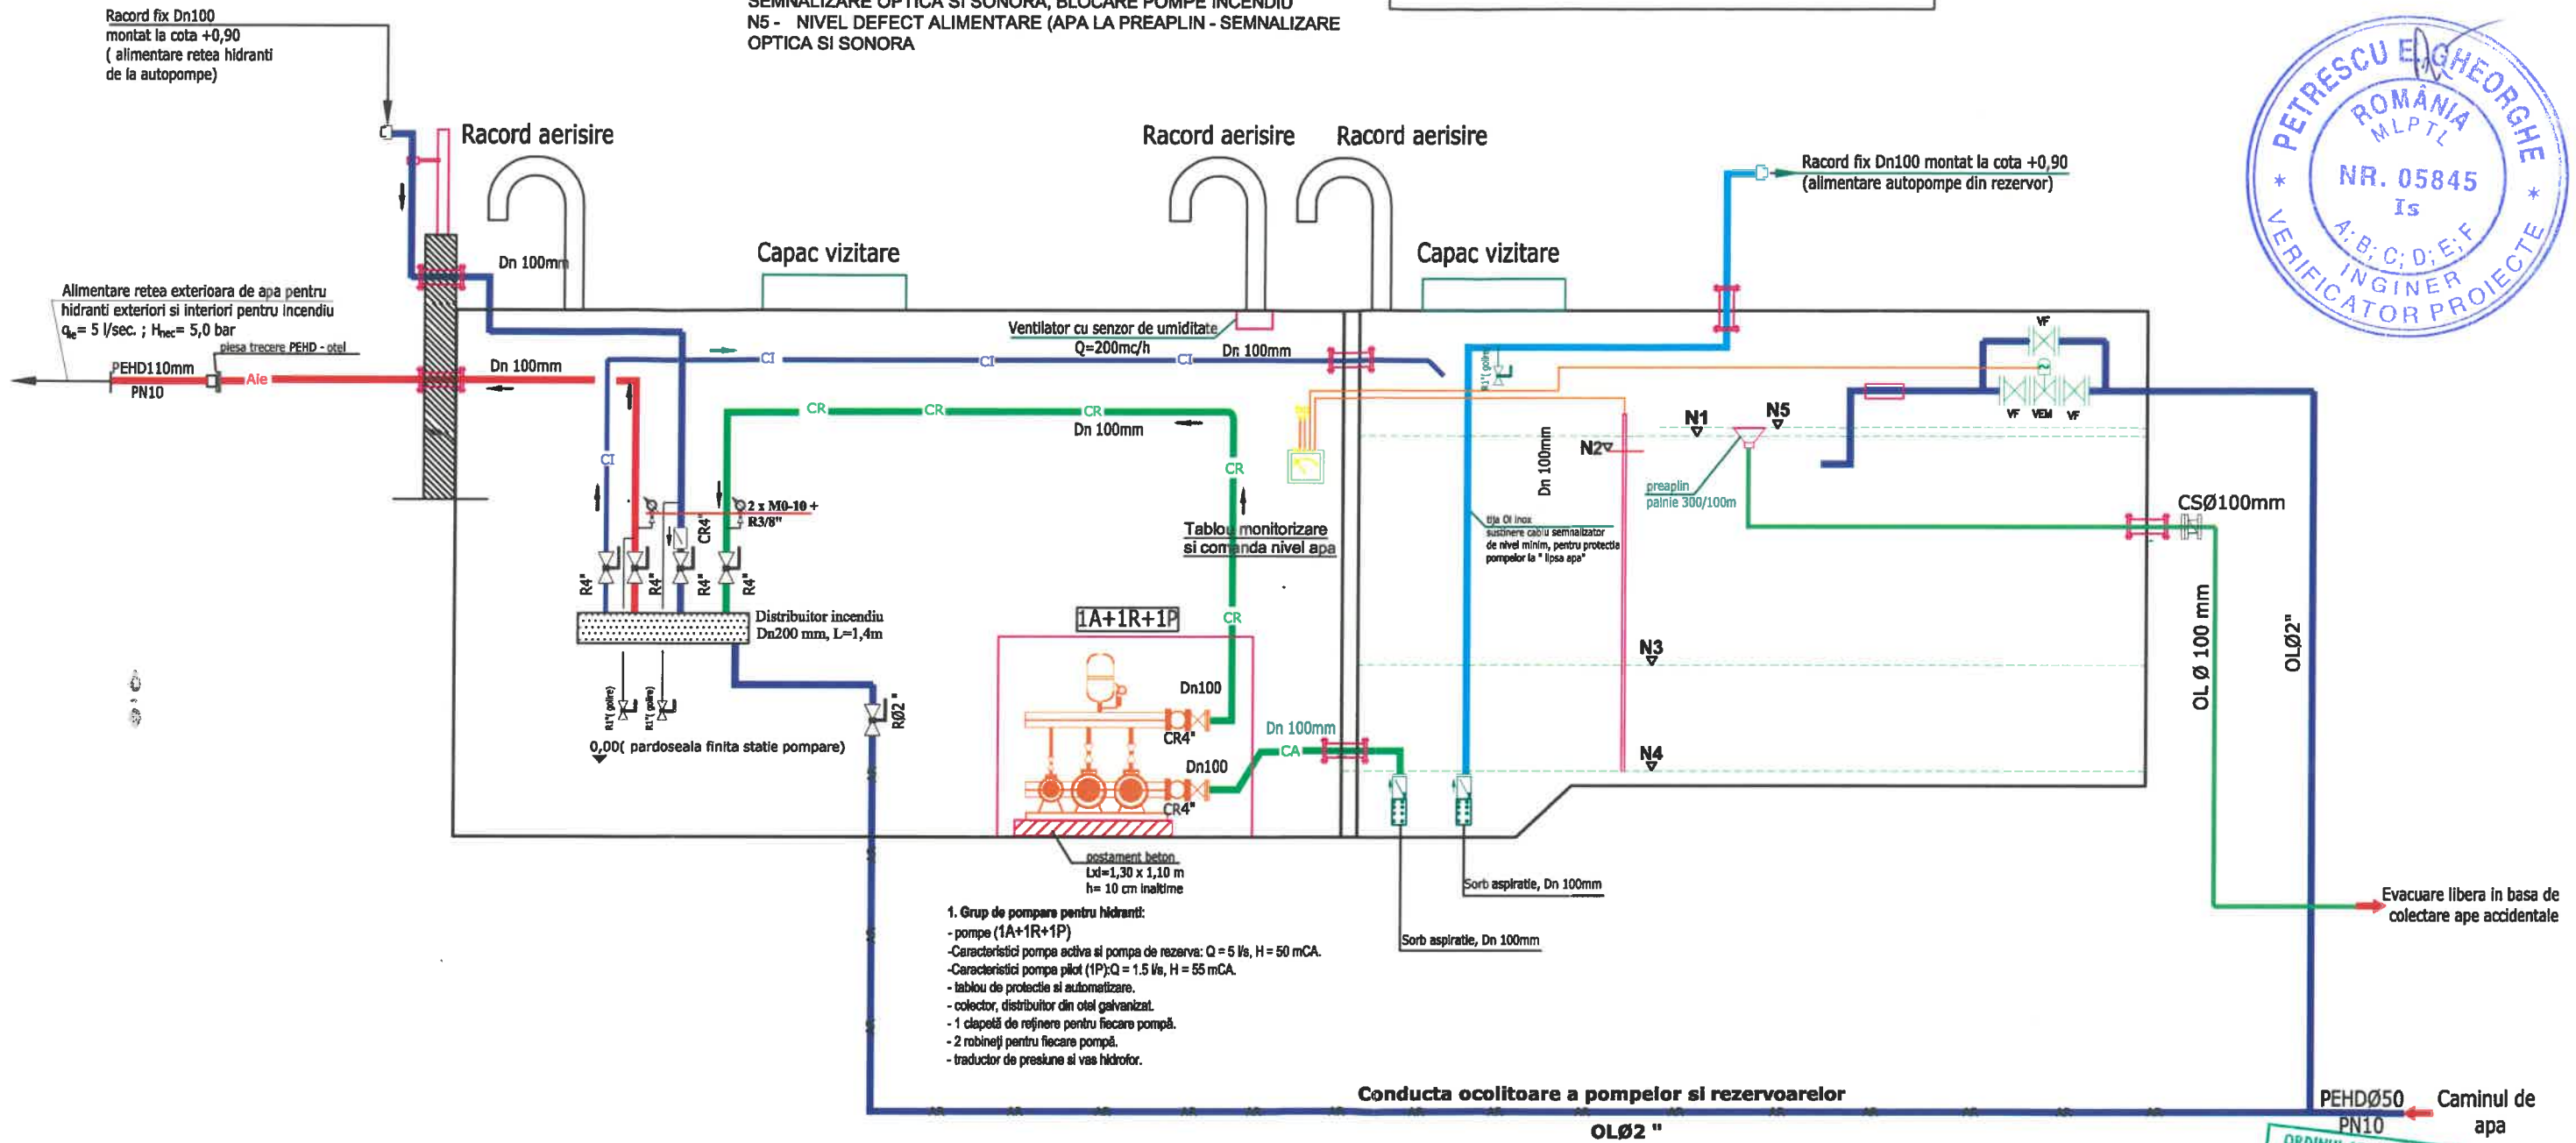 SEMNALIZARE OPTICA SI SONORA, BLOCARE POMPE INCENDIU
N5 - NIVEL DEFECT ALIMENTARE (APA LA PREAPLIN - SEMNALIZARE
OPTICA SI SONORA
Racord fix Dn100
montat la cota +0,90
( alimentare retea hidranti
de la autopompe)
PETRESCU E. GHEORGHE
ROMÂNIA
MLPTL
NR. 05845
Is
A; B; C; D; E; F
INGINER
* VERIFICATOR PROIECTE *
Racord aerisire
Racord aerisire
Racord aerisire
Racord fix Dn100 montat la cota +0,90
(alimentare autopompe din rezervor)
Dn 100mm
Capac vizitare
Capac vizitare
Alimentare retea exterioara de apa pentru
hidranti exteriori si interiori pentru incendiu
qie= 5 l/sec. ; Hnec= 5,0 bar
piesa trecere PEHD - otel
PEHD110mm
PN10
AIe
Dn 100mm
CI
CI
CI
Ventilator cu senzor de umiditate
Q=200mc/h
Dn 100mm
R1"( golire)
VF
VF
VEM
VF
CR
CR
CR
Dn 100mm
N1
N5
N2
Dn 100mm
CI
CR
preaplin
palnie 300/100m
CSØ100mm
2 x M0-10 +
R3/8"
CR4"
Tablou monitorizare
si comanda nivel apa
tija Ol inox
sustinere cablu semnalizator
de nivel minim, pentru protectia
pompelor la " lipsa apa"
R4"
R4"
R4"
R4"
Distribuitor incendiu
Dn200 mm, L=1,4m
1A+1R+1P
CR
N3
OL Ø 100 mm
OLØ2"
R1"( golire)
R1"( golire)
RØ2 "
Dn100
CR4"
Dn 100mm
CA
0,00( pardoseala finita statie pompare)
Dn100
CR4"
N4
postament beton
Lxl=1,30 x 1,10 m
h= 10 cm inaltime
Sorb aspiratie, Dn 100mm
Sorb aspiratie, Dn 100mm
Evacuare libera in basa de
colectare ape accidentale
1. Grup de pompare pentru hidranti:
- pompe (1A+1R+1P)
-Caracteristici pompa activa si pompa de rezerva: Q = 5 l/s, H = 50 mCA.
-Caracteristici pompa pilot (1P):Q = 1.5 l/s, H = 55 mCA.
- tablou de protectie si automatizare.
- colector, distribuitor din otel galvanizat.
- 1 clapetă de reţinere pentru fiecare pompă.
- 2 robineţi pentru fiecare pompă.
- traductor de presiune si vas hidrofor.
Conducta ocolitoare a pompelor si rezervoarelor
OLØ2 "
PEHDØ50
PN10
Caminul de
apa